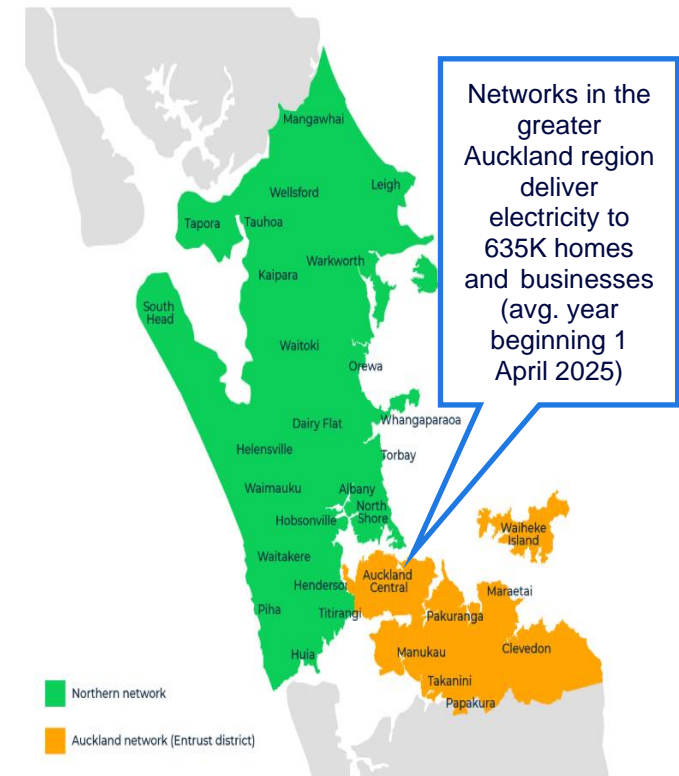 Networks in the
greater
Auckland region
deliver
electricity to
635K homes
and businesses
(avg. year
beginning 1
April 2025)
Mangawhai
Wellsford
Leigh
Tapora
Tauhoa
Warkworth
Kaipara
South
Head
Waitoki
Orewa
Whangaparaoa
Dairy Flat
Helensville
Torbay
Waimauku
Albany
North
Shore
Hobsonville
Waiheke
Island
Waitakere
Auckland
Central
Henderson
Maraetai
Piha
Titirangi
Pakuranga
Huia
Manukau
Clevedon
Takanini
Papakura
Northern network
Auckland network (Entrust district)